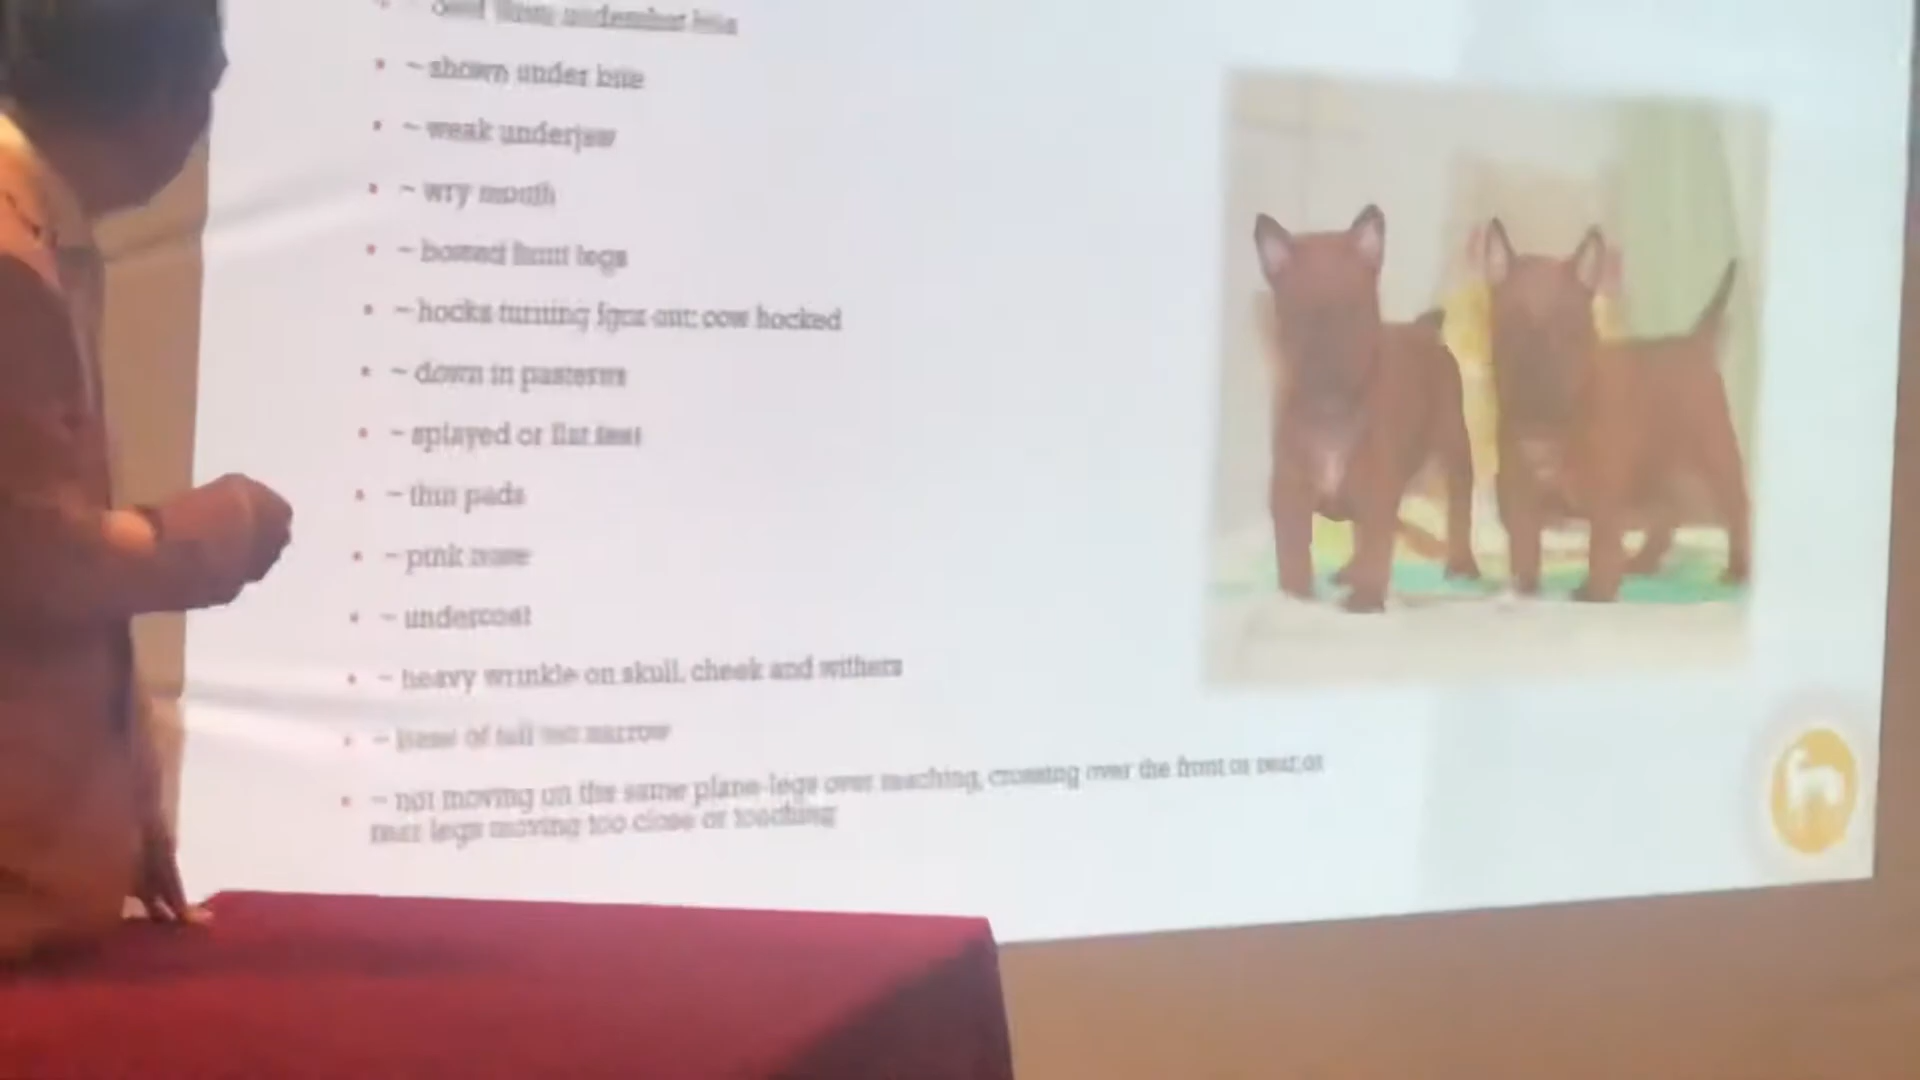 ~ shown under bite
~ weak underjaw
~ wry mouth
~ bowed front legs
~ hocks turning out: cow hocked
~ down in pasterns
~ splayed or flat feet
~ thin pads
~ pink nose
~ undercoat
~ heavy wrinkle on skull, cheek and withers
~ base of tail too narrow
~ not moving on the same plane-legs over reaching, crossing over the front or rear or
rear legs moving too close or touching